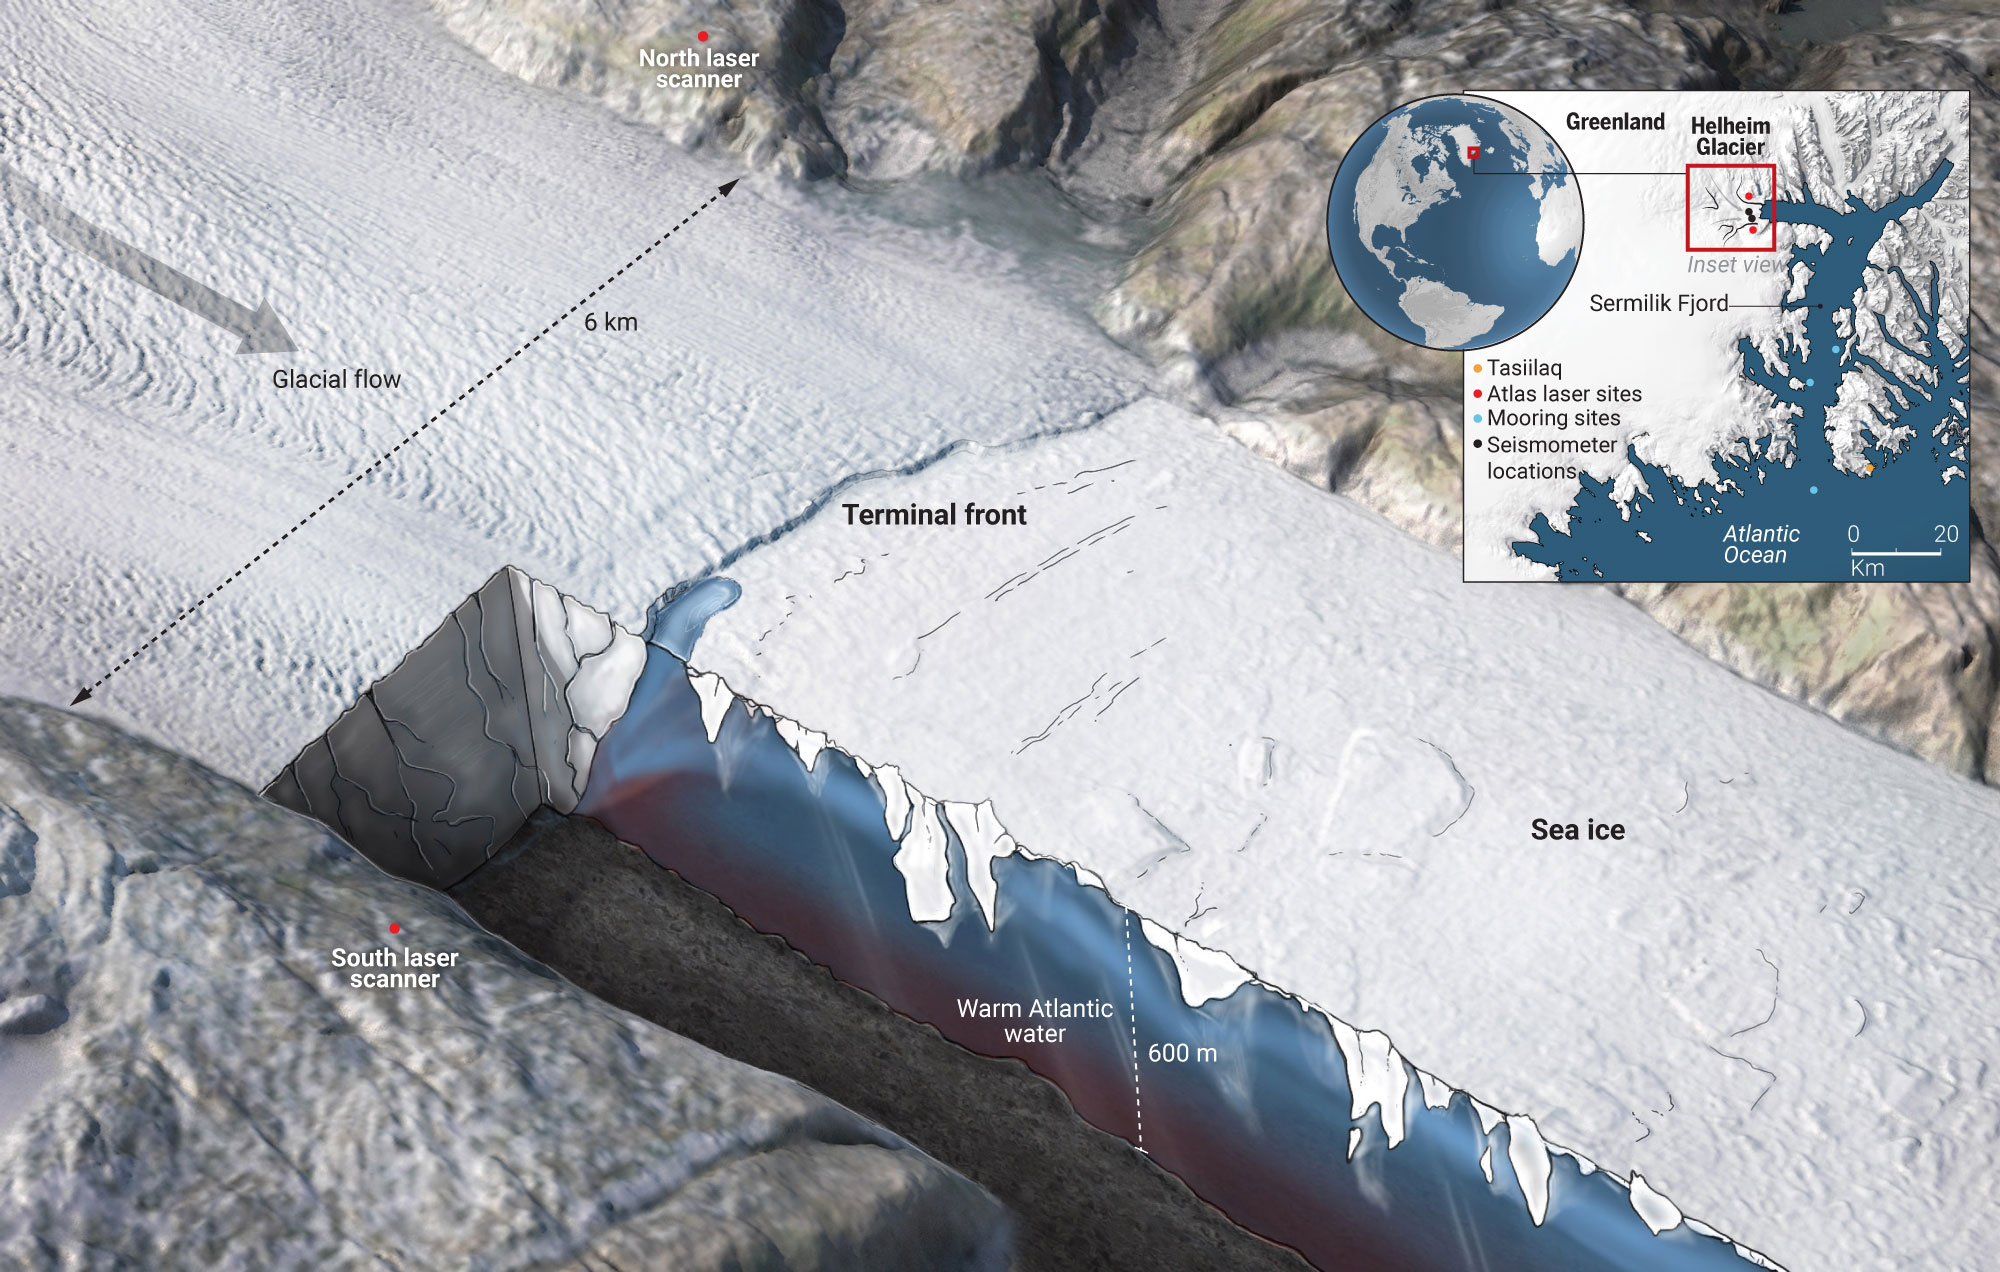 North laser
scanner
6 km
Glacial flow
Terminal front
Sea ice
South laser
scanner
Warm Atlantic
water
600 m
Greenland
Helheim
Glacier
Inset view
Sermilik Fjord
Tasiilaq
Atlas laser sites
Mooring sites
Seismometer
locations
Atlantic
Ocean
0 20
Km